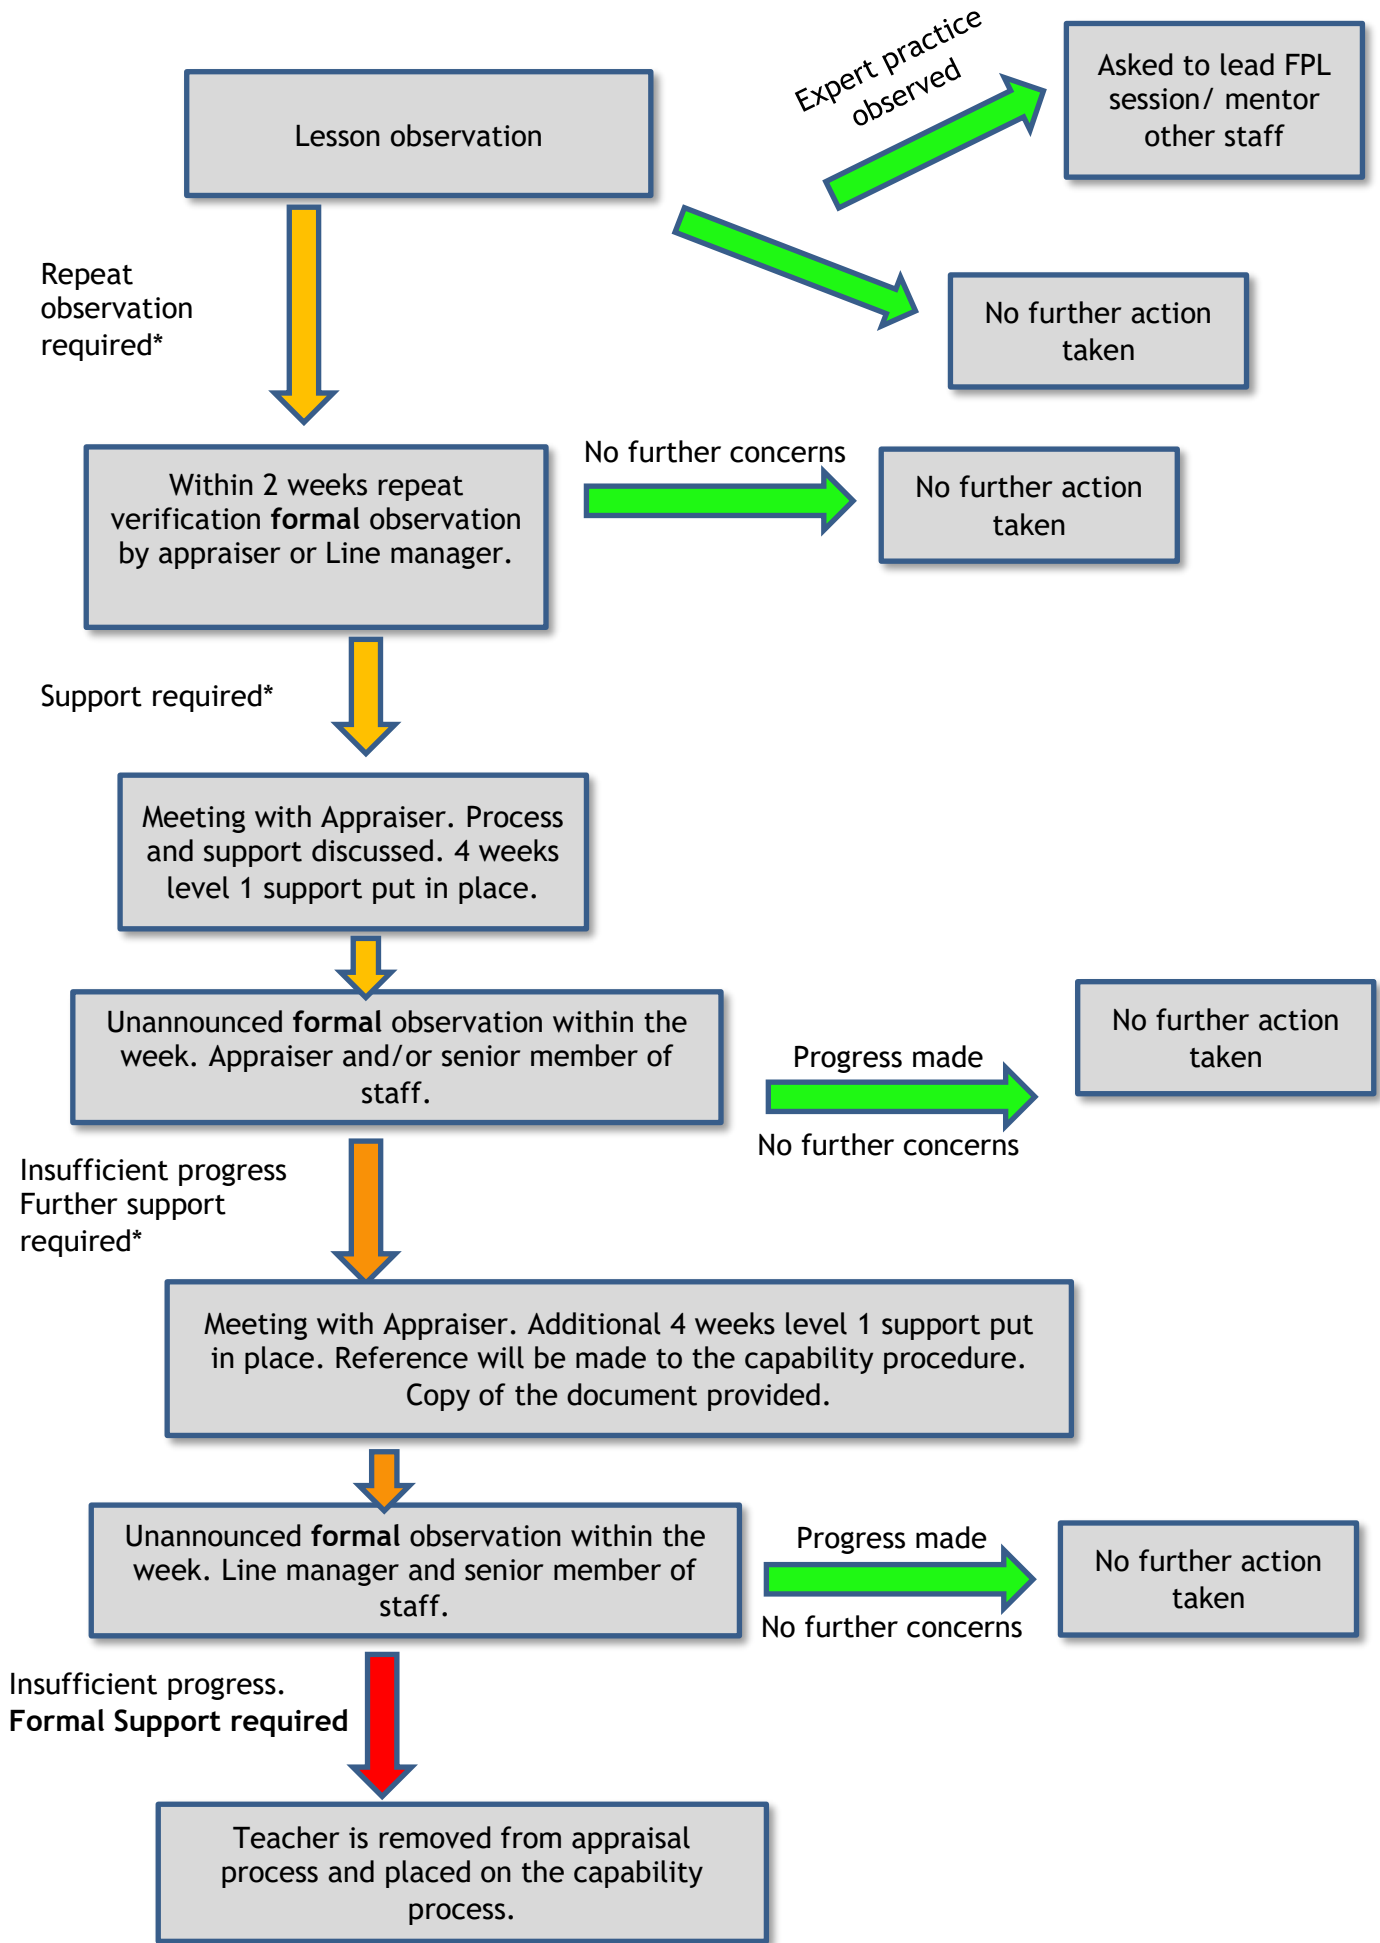 Expert practice
observed
Asked to lead FPL
session/ mentor
other staff
Lesson observation
Repeat
observation
required*
No further action
taken
No further concerns
Within 2 weeks repeat
verification formal observation
by appraiser or Line manager.
No further action
taken
Support required*
Meeting with Appraiser. Process
and support discussed. 4 weeks
level 1 support put in place.
Unannounced formal observation within the
week. Appraiser and/or senior member of
staff.
Progress made
No further concerns
No further action
taken
Insufficient progress
Further support
required*
Meeting with Appraiser. Additional 4 weeks level 1 support put
in place. Reference will be made to the capability procedure.
Copy of the document provided.
Unannounced formal observation within the
week. Line manager and senior member of
staff.
Progress made
No further concerns
No further action
taken
Insufficient progress.
Formal Support required
Teacher is removed from appraisal
process and placed on the capability
process.